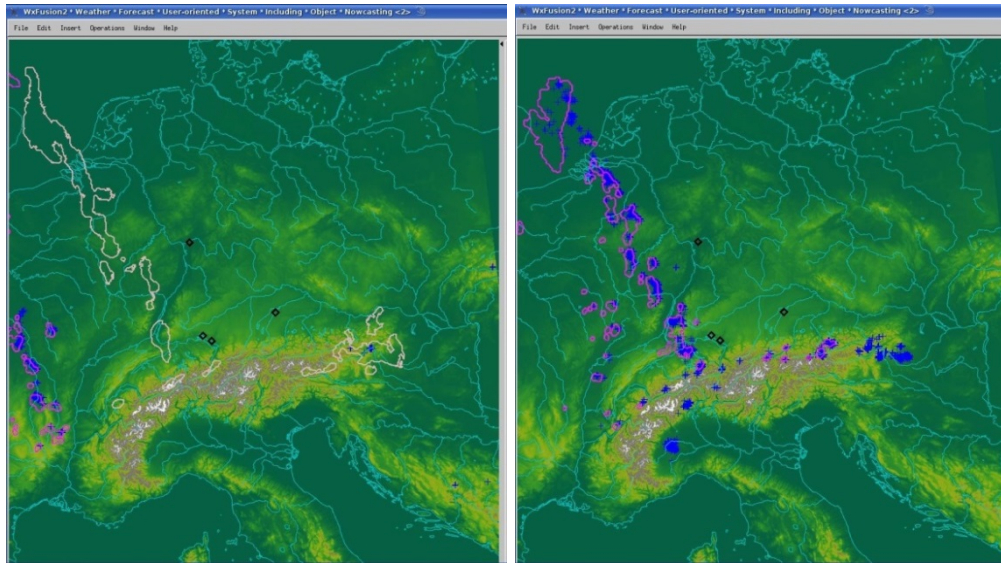 WxFusion2 * Weather * Forecast * User-oriented * System * Including * Object * Nowcasting <2>
File Edit Insert Operations Window Help
WxFusion2 * Weather * Forecast * User-oriented * System * Including * Object * Nowcasting <2>
File Edit Insert Operations Window Help